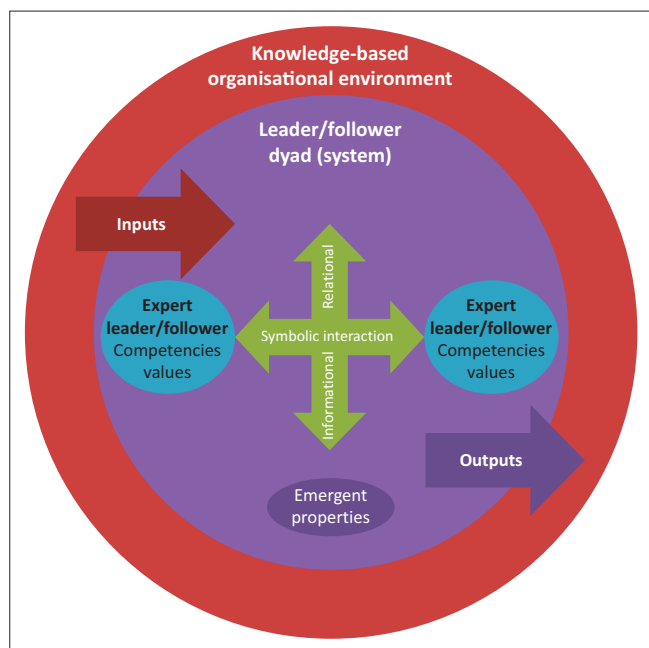 Knowledge-based
organisational environment
Leader/follower
dyad (system)
Inputs
Relational
Expert
leader/follower
Competencies
values
Symbolic interaction
Expert
leader/follower
Competencies
values
Informational
Outputs
Emergent
properties